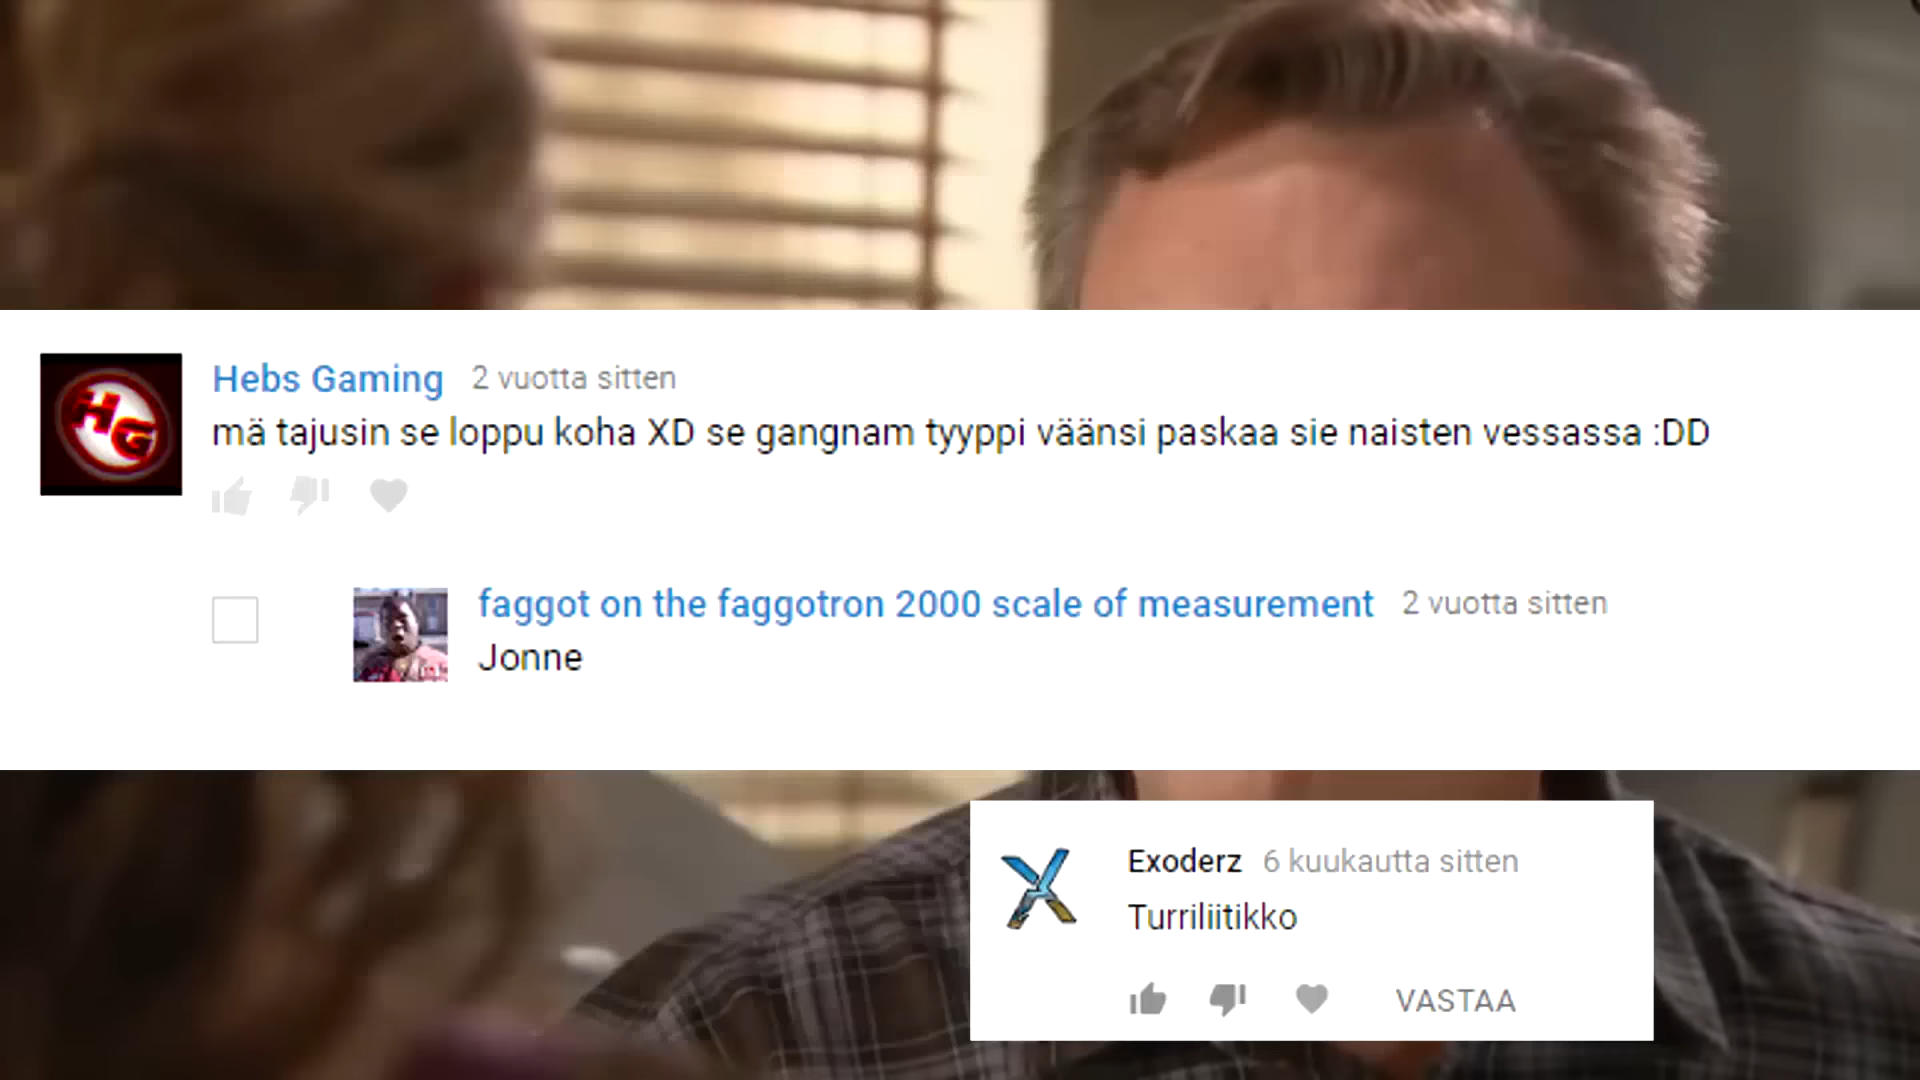 HG
Hebs Gaming 2 vuotta sitten
mä tajusin se loppu koha XD se gangnam tyyppi väänsi paskaa sie naisten vessassa :DD
faggot on the faggotron 2000 scale of measurement 2 vuotta sitten
Jonne
Exoderz 6 kuukautta sitten
Turriliitikko
VASTAA